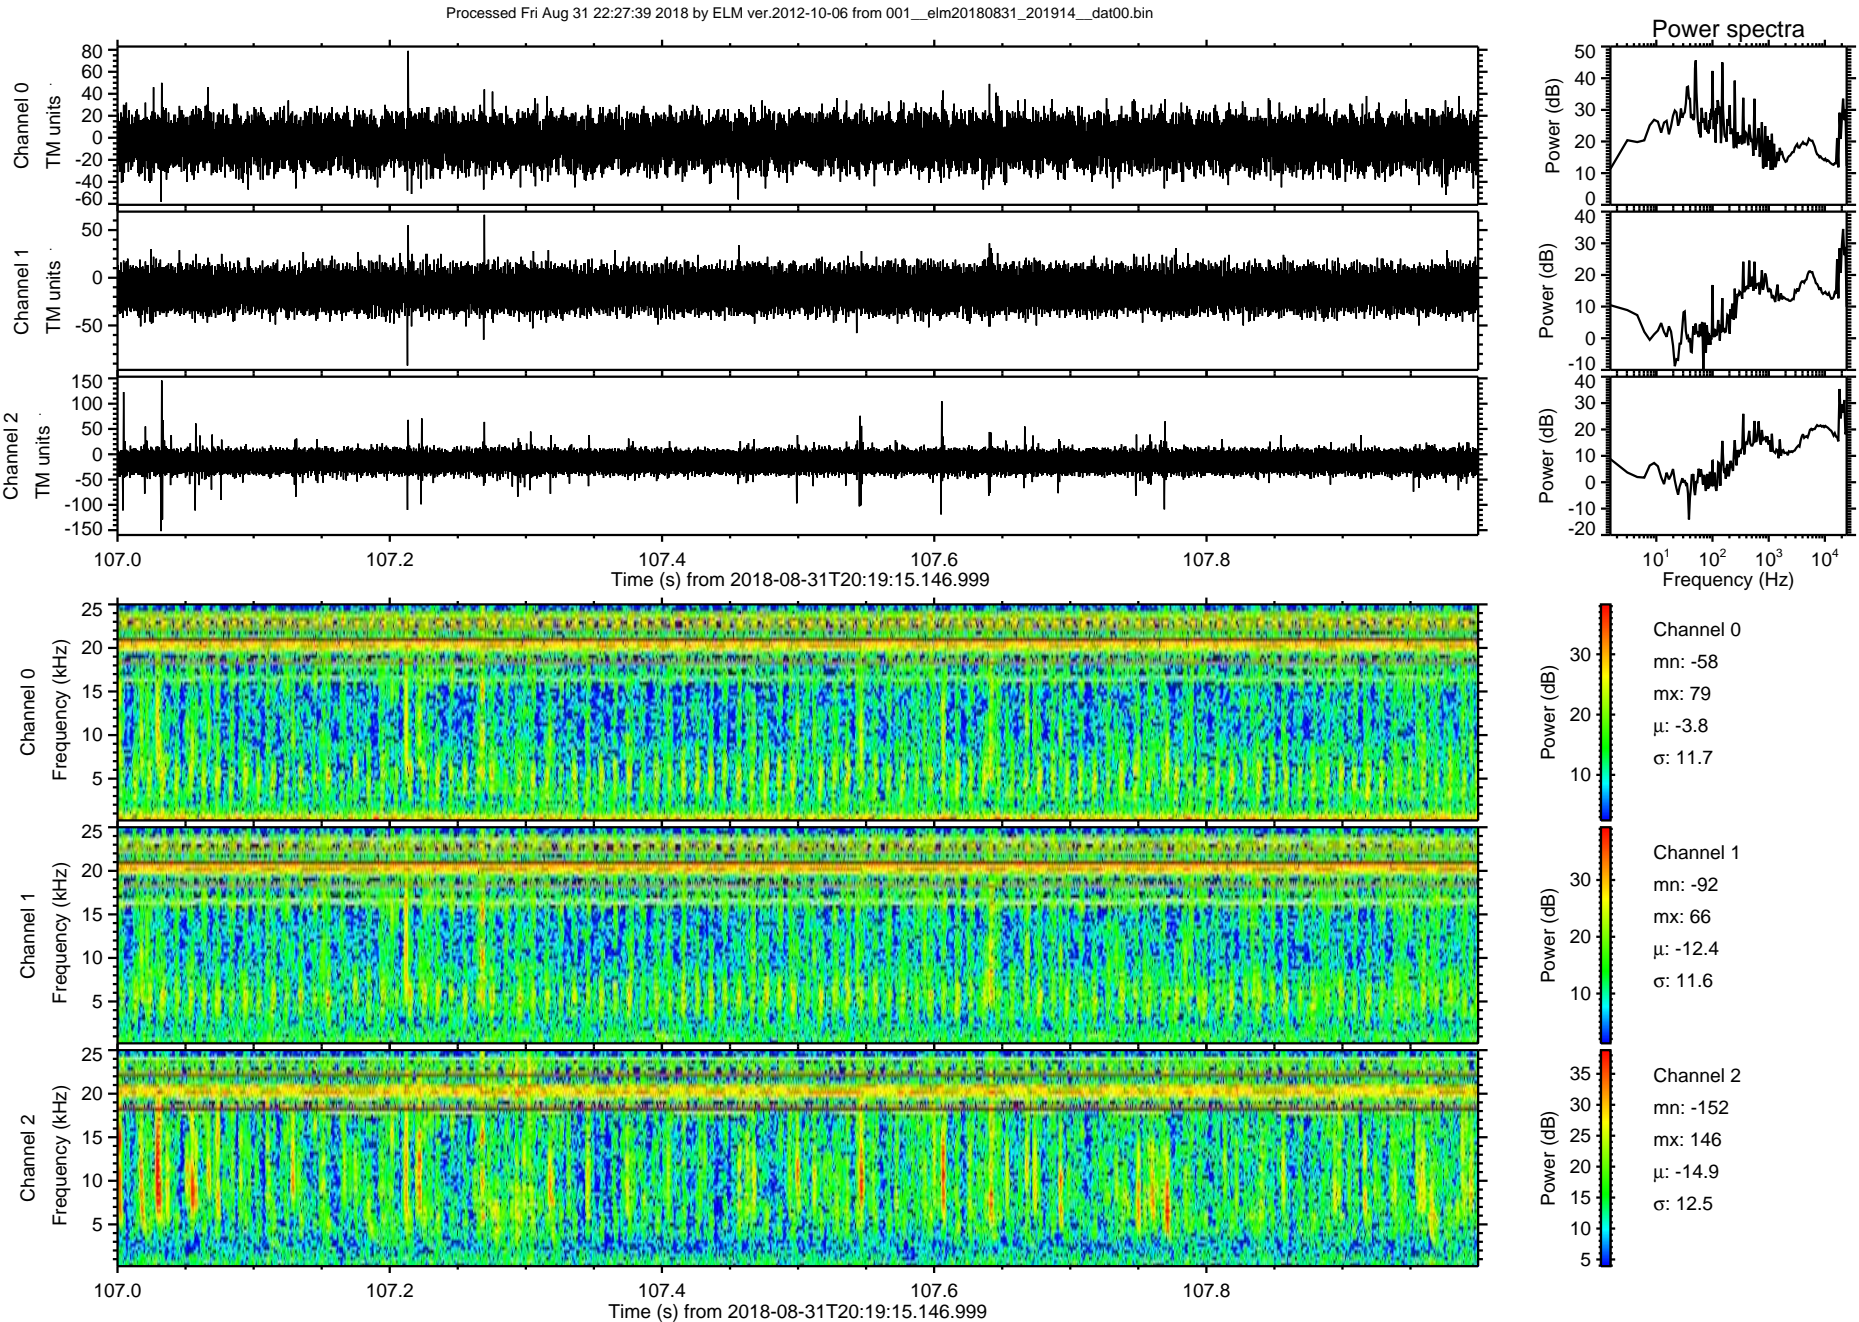 Processed Fri Aug 31 22:27:39 2018 by ELM ver.2012-10-06 from 001__elm20180831_201914__dat00.bin
Power spectra
Channel 0
TM units
80
60
40
20
0
-20
-40
-60
Power (dB)
50
40
30
20
10
0
Channel 1
TM units
50
0
-50
Power (dB)
40
30
20
10
0
-10
Channel 2
TM units
150
100
50
0
-50
-100
-150
Power (dB)
40
30
20
10
0
-10
-20
107.0 107.2 107.4 107.6 107.8
Time (s) from 2018-08-31T20:19:15.146.999
10^1 10^2 10^3 10^4
Frequency (Hz)
Channel 0
Frequency (kHz)
25
20
15
10
5
Power (dB)
30
20
10
Channel 0
mn: -58
mx: 79
μ: -3.8
σ: 11.7
Channel 1
Frequency (kHz)
25
20
15
10
5
Power (dB)
30
20
10
Channel 1
mn: -92
mx: 66
μ: -12.4
σ: 11.6
Channel 2
Frequency (kHz)
25
20
15
10
5
Power (dB)
35
30
25
20
15
10
5
Channel 2
mn: -152
mx: 146
μ: -14.9
σ: 12.5
107.0 107.2 107.4 107.6 107.8
Time (s) from 2018-08-31T20:19:15.146.999